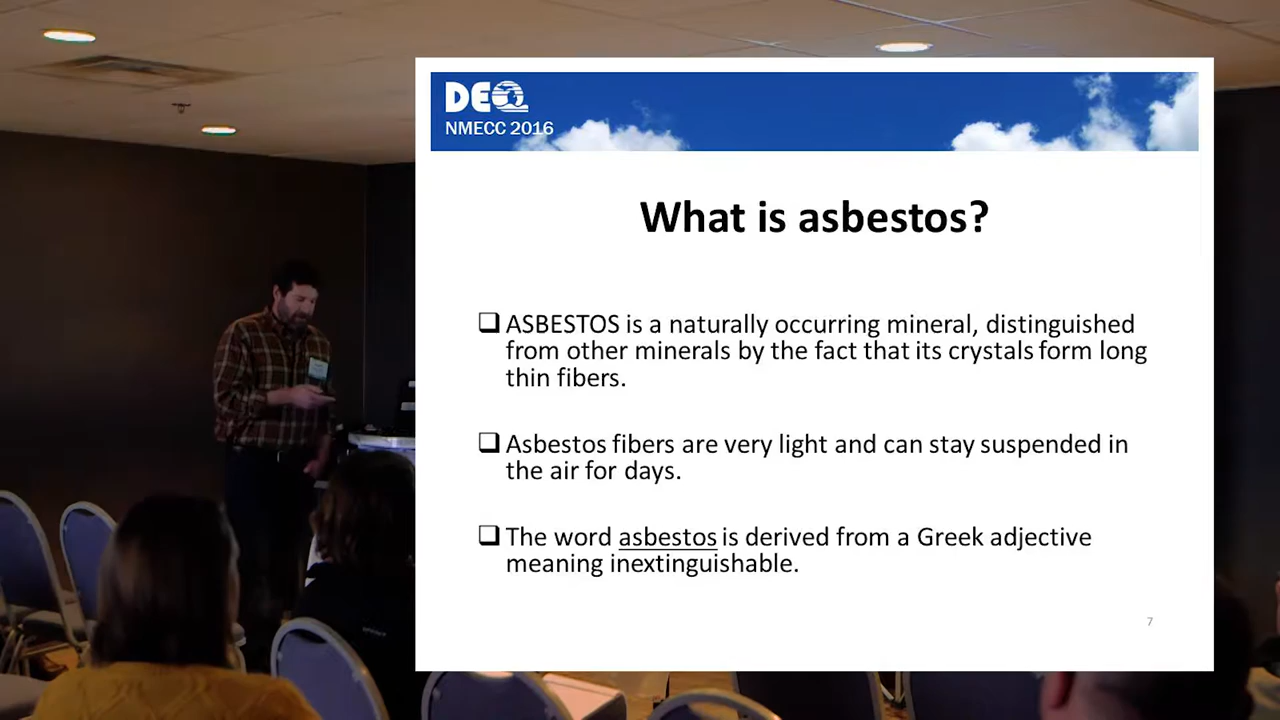 DEQ
NMECC 2016
What is asbestos?
ASBESTOS is a naturally occurring mineral, distinguished
from other minerals by the fact that its crystals form long
thin fibers.
Asbestos fibers are very light and can stay suspended in
the air for days.
The word asbestos is derived from a Greek adjective
meaning inextinguishable.
7